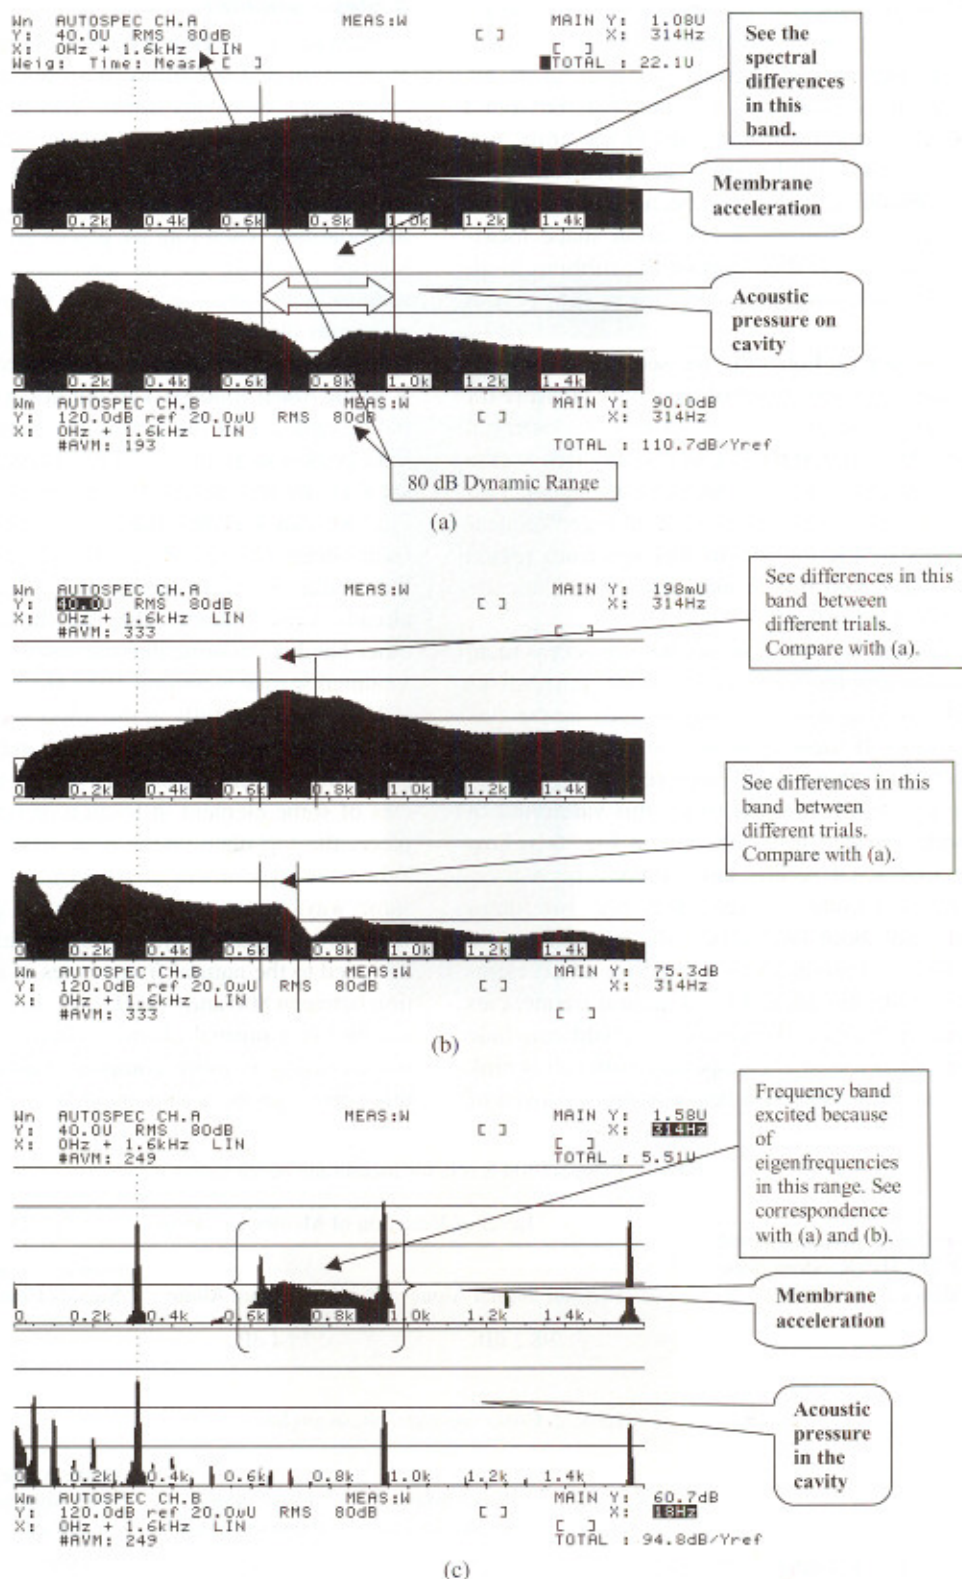 Wn AUTOSPEC CH.A MEAS:W MAIN Y: 1.08U
Y: 40.0U RMS 80dB [ ] X: 314Hz
X: 0Hz + 1.6kHz LIN [ ]
Weig: Time: Meas [ ] TOTAL : 22.1U
See the
spectral
differences
in this
band.
Membrane
acceleration
0 0.2k 0.4k 0.6k 0.8k 1.0k 1.2k 1.4k
Acoustic
pressure on
cavity
0 0.2k 0.4k 0.6k 0.8k 1.0k 1.2k 1.4k
Wm AUTOSPEC CH.B MEAS:W MAIN Y: 90.0dB
Y: 120.0dB ref 20.0uU RMS 80dB [ ] X: 314Hz
X: 0Hz + 1.6kHz LIN
#AVM: 193 TOTAL : 110.7dB/Yref
80 dB Dynamic Range
(a)
Wn AUTOSPEC CH.A MEAS:W MAIN Y: 198mU
Y: 40.0U RMS 80dB [ ] X: 314Hz
X: 0Hz + 1.6kHz LIN [ ]
#AVM: 333
See differences in this
band between
different trials.
Compare with (a).
0 0.2k 0.4k 0.6k 0.8k 1.0k 1.2k 1.4k
See differences in this
band between
different trials.
Compare with (a).
0 0.2k 0.4k 0.6k 0.8k 1.0k 1.2k 1.4k
Wm AUTOSPEC CH.B MEAS:W MAIN Y: 75.3dB
Y: 120.0dB ref 20.0uU RMS 80dB [ ] X: 314Hz
X: 0Hz + 1.6kHz LIN [ ]
#AVM: 333
(b)
Wn AUTOSPEC CH.A MEAS:W MAIN Y: 1.58U
Y: 40.0U RMS 80dB [ ] X: 314Hz
X: 0Hz + 1.6kHz LIN [ ]
#AVM: 249 TOTAL : 5.51U
Frequency band
excited because
of
eigenfrequencies
in this range. See
correspondence
with (a) and (b).
Membrane
acceleration
0 0.2k 0.4k 0.6k 0.8k 1.0k 1.2k 1.4k
Acoustic
pressure
in the
cavity
0 0.2k 0.4k 0.6k 0.8k 1.0k 1.2k 1.4k
Wm AUTOSPEC CH.B MEAS:W MAIN Y: 60.7dB
Y: 120.0dB ref 20.0uU RMS 80dB [ ] X: 18Hz
X: 0Hz + 1.6kHz LIN [ ]
#AVM: 249 TOTAL : 94.8dB/Yref
(c)